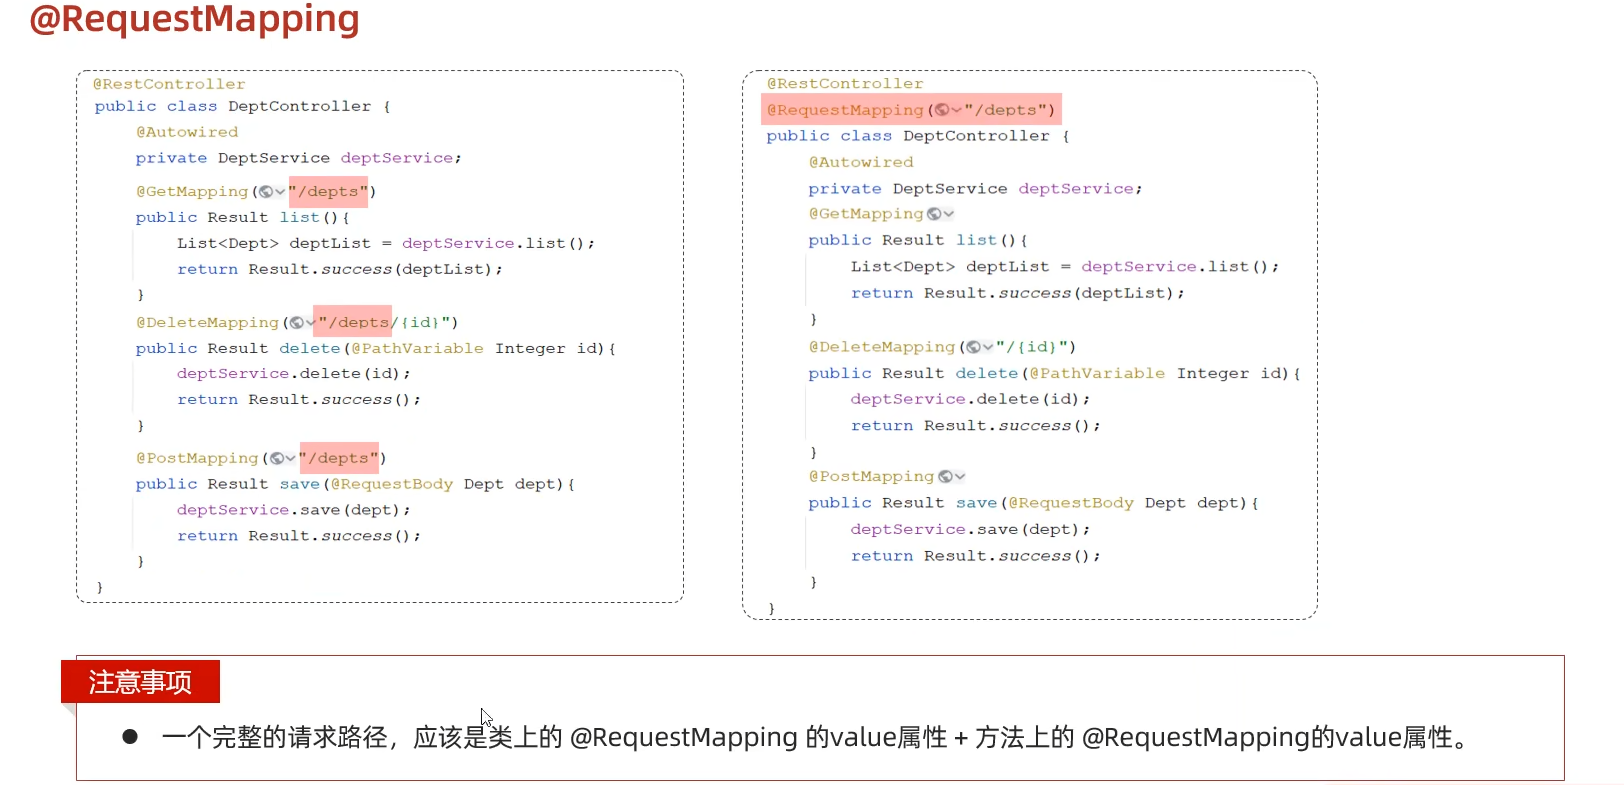 @RequestMapping
@RestController
public class DeptController {
@Autowired
private DeptService deptService;
@GetMapping("/depts")
public Result list(){
List<Dept> deptList = deptService.list();
return Result.success(deptList);
}
@DeleteMapping("/depts/{id}")
public Result delete(@PathVariable Integer id){
deptService.delete(id);
return Result.success();
}
@PostMapping("/depts")
public Result save(@RequestBody Dept dept){
deptService.save(dept);
return Result.success();
}
}
@RestController
@RequestMapping("/depts")
public class DeptController {
@Autowired
private DeptService deptService;
@GetMapping
public Result list(){
List<Dept> deptList = deptService.list();
return Result.success(deptList);
}
@DeleteMapping("/{id}")
public Result delete(@PathVariable Integer id){
deptService.delete(id);
return Result.success();
}
@PostMapping
public Result save(@RequestBody Dept dept){
deptService.save(dept);
return Result.success();
}
}
注意事项
● 一个完整的请求路径，应该是类上的 @RequestMapping 的value属性 + 方法上的 @RequestMapping的value属性。